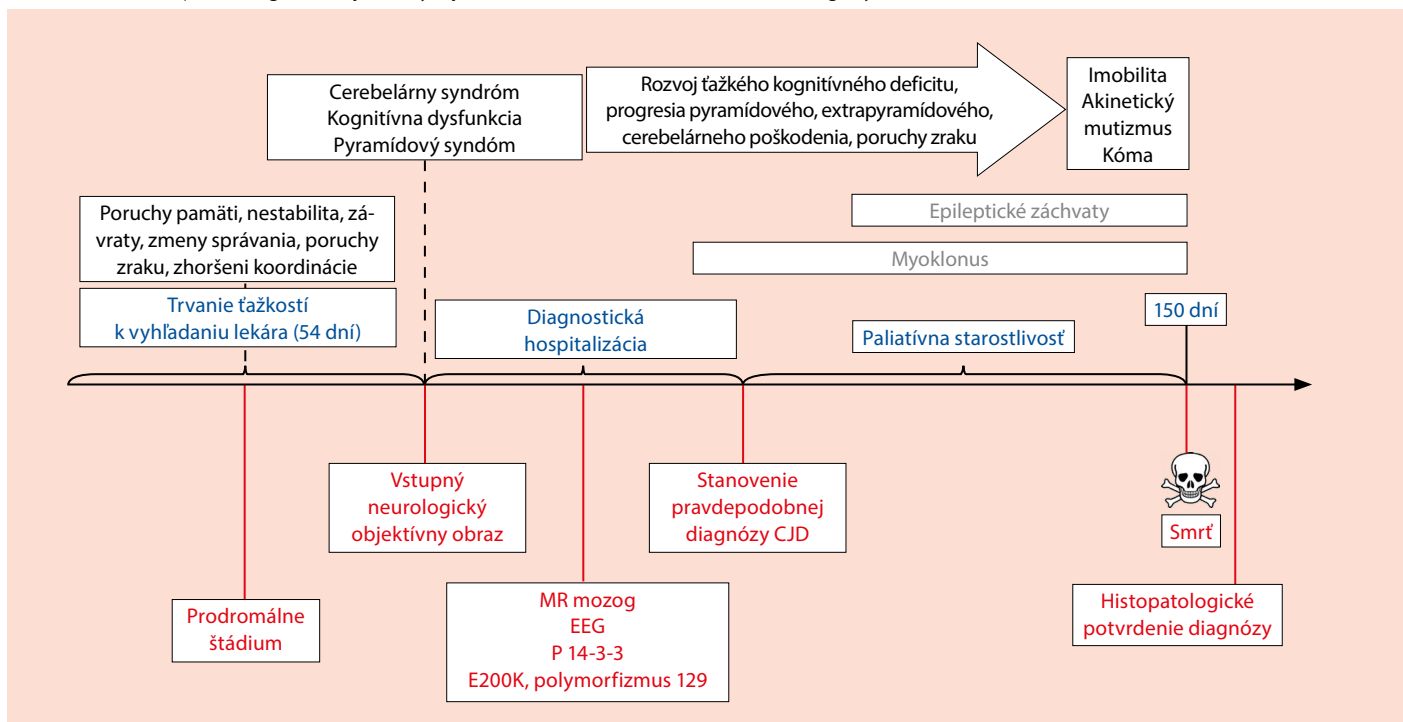 Cerebelárny syndróm
Kognitívna dysfunkcia
Pyramídový syndóm
Rozvoj ťažkého kognitívneho deficitu,
progresia pyramídového, extrapyramídového,
cerebelárneho poškodenia, poruchy zraku
Imobilita
Akinetický
mutizmus
Kóma
Poruchy pamäti, nestabilita, zá-
vraty, zmeny správania, poruchy
zraku, zhoršeni koordinácie
Epileptické záchvaty
Myoklonus
Trvanie ťažkostí
k vyhľadaniu lekára (54 dní)
Diagnostická
hospitalizácia
Paliatívna starostlivosť
150 dní
Vstupný
neurologický
objektívny obraz
Stanovenie
pravdepodobnej
diagnózy CJD
Smrť
Prodromálne
štádium
MR mozog
EEG
P 14-3-3
E200K, polymorfizmus 129
Histopatologické
potvrdenie diagnózy